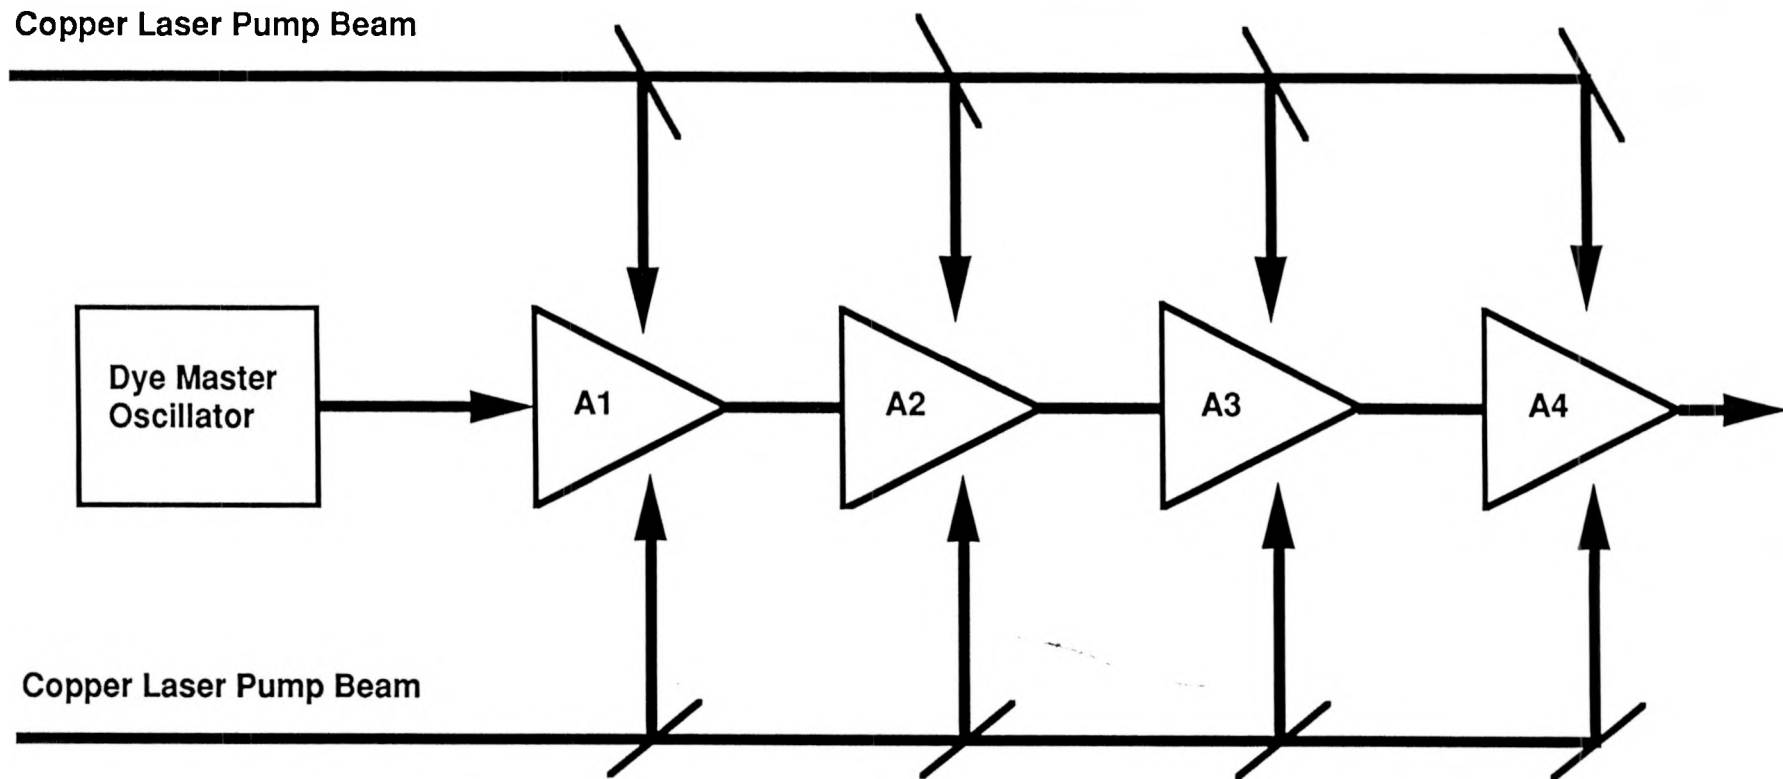 Copper Laser Pump Beam
Dye Master
Oscillator
A1
A2
A3
A4
Copper Laser Pump Beam